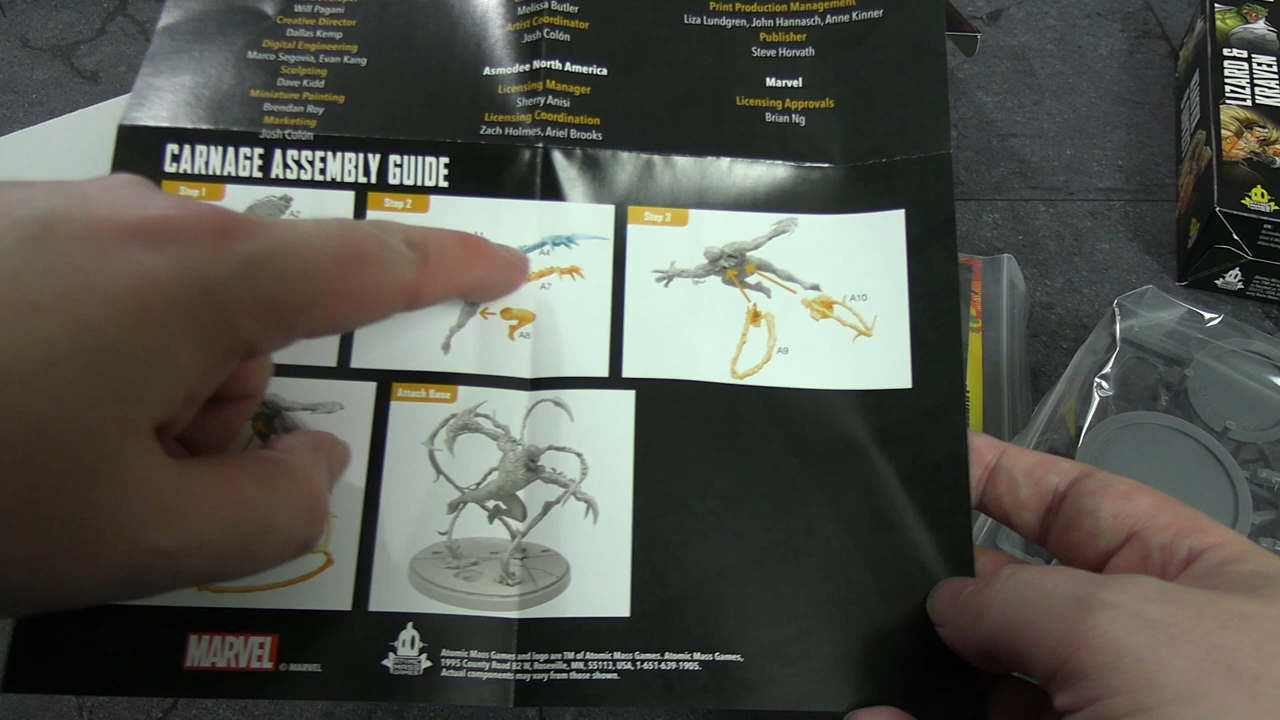 Will Pagani
Creative Director
Dallas Kemp
Digital Engineering
Marco Segovia, Evan Kang
Sculpting
Dave Kidd
Miniature Painting
Brendan Roy
Marketing
Josh Colón
Melissa Butler
Artist Coordinator
Josh Colón
Asmodee North America
Licensing Manager
Sherry Anisi
Licensing Coordination
Zach Holmes, Ariel Brooks
Print Production Management
Liza Lundgren, John Hannasch, Anne Kinner
Publisher
Steve Horvath
Marvel
Licensing Approvals
Brian Ng
CARNAGE ASSEMBLY GUIDE
Step 1
Step 2
A4
A7
A8
Step 3
A10
A9
Attach Base
MARVEL
© MARVEL
ATOMIC
MASS
GAMES
Atomic Mass Games and logo are TM of Atomic Mass Games. Atomic Mass Games,
1995 County Road B2 W, Roseville, MN, 55113, USA, 1-651-639-1905.
Actual components may vary from those shown.
LIZARD &
KRAVEN